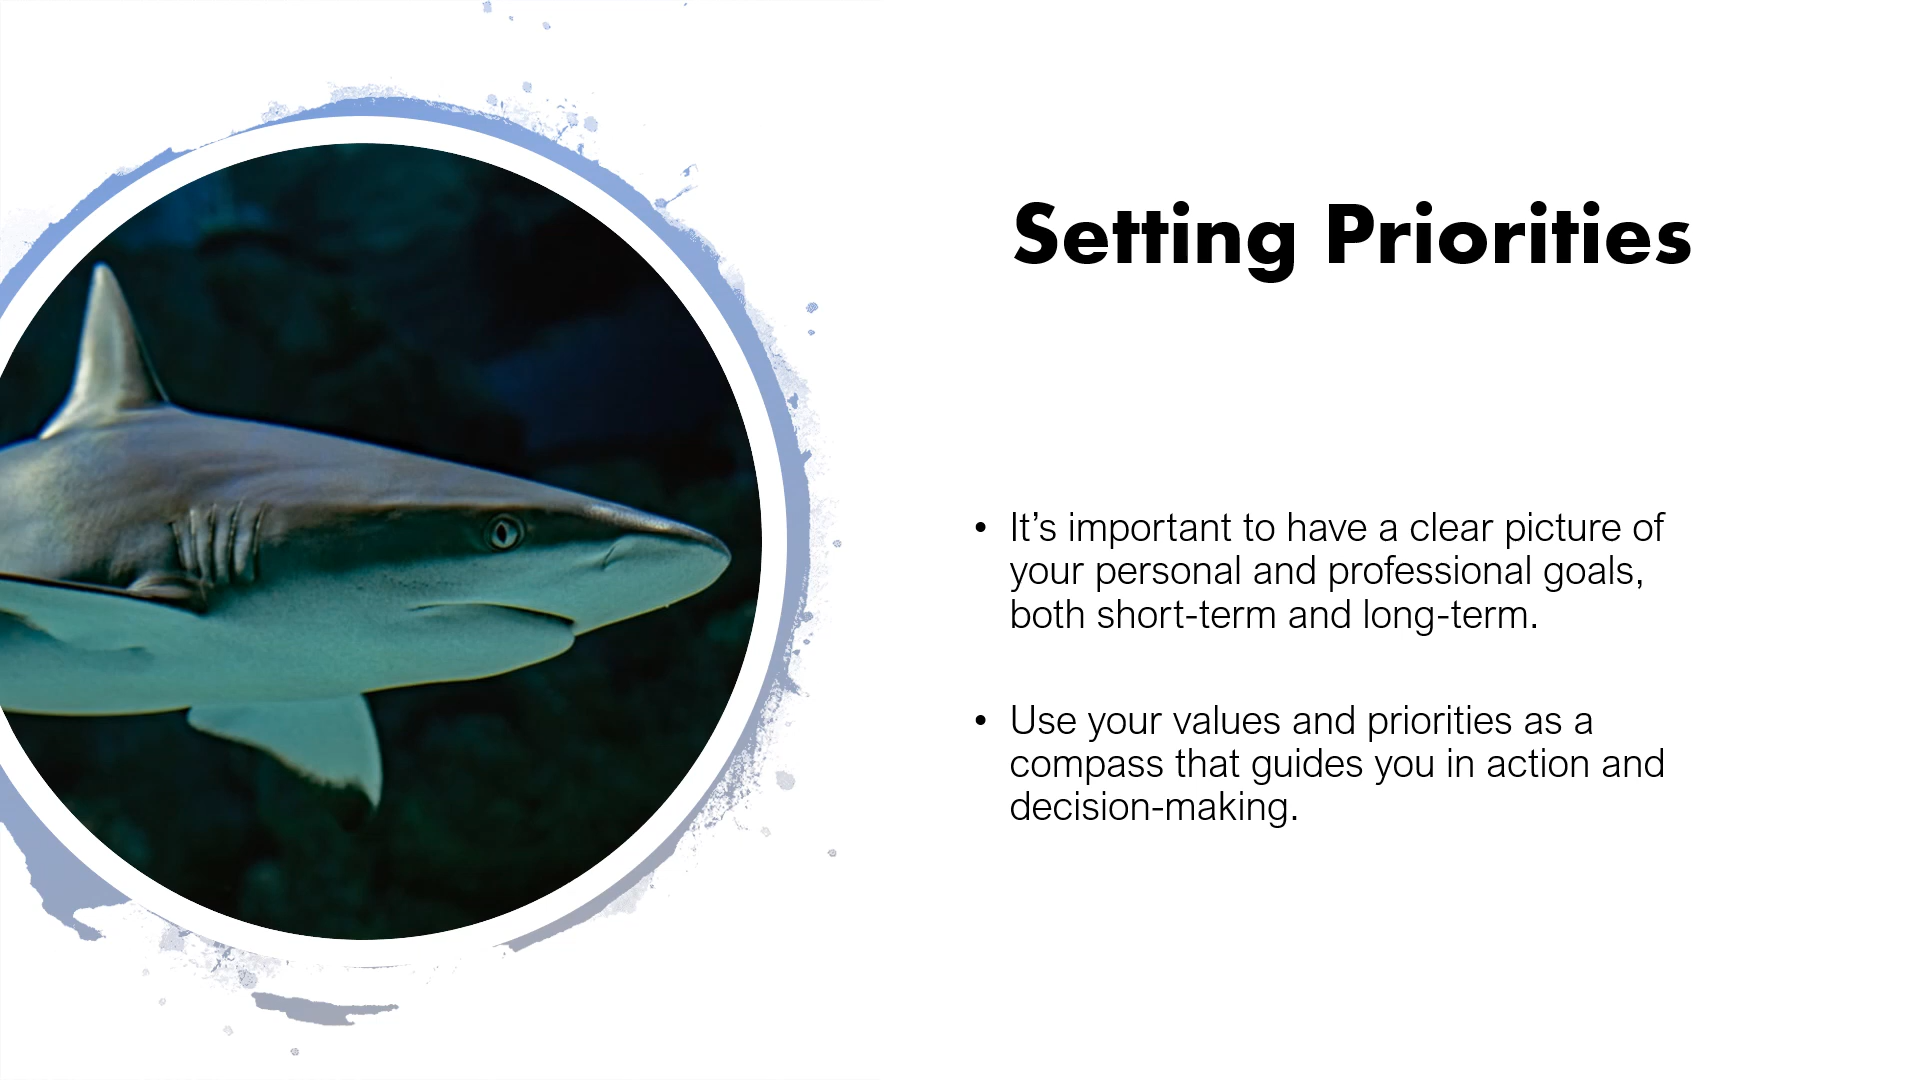 Setting Priorities
• It’s important to have a clear picture of
your personal and professional goals,
both short-term and long-term.
• Use your values and priorities as a
compass that guides you in action and
decision-making.